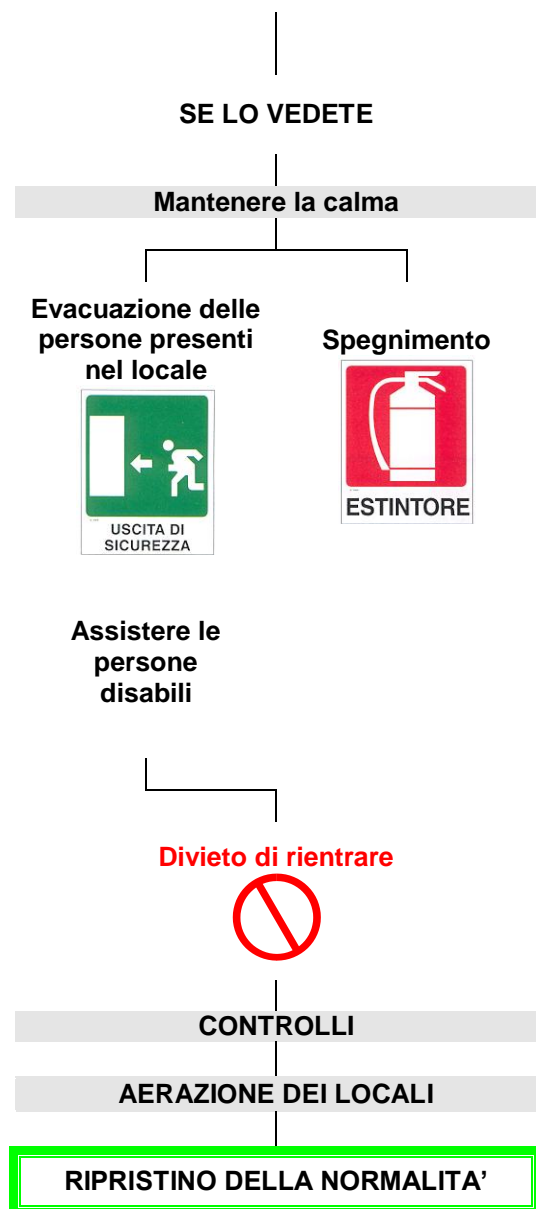 SE LO VEDETE
Mantenere la calma
Evacuazione delle
persone presenti
nel locale
Spegnimento
USCITA DI
SICUREZZA
ESTINTORE
Assistere le
persone
disabili
Divieto di rientrare
CONTROLLI
AERAZIONE DEI LOCALI
RIPRISTINO DELLA NORMALITA’